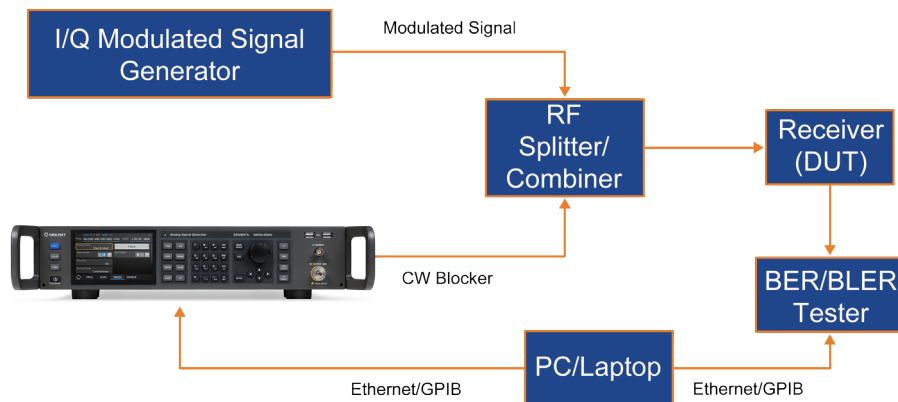 I/Q Modulated Signal
Generator
Modulated Signal
RF
Splitter/
Combiner
Receiver
(DUT)
SIGLENT
CW Blocker
BER/BLER
Tester
PC/Laptop
Ethernet/GPIB
Ethernet/GPIB